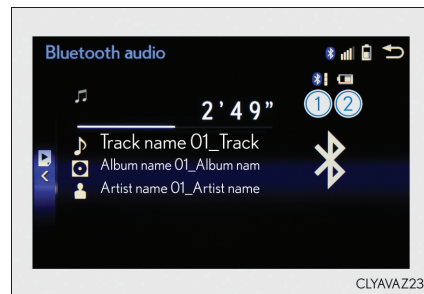 Bluetooth audio
2'49"
1 2
Track name 01_Track
Album name 01_Album nam
Artist name 01_Artist name
CLYAVAZ23